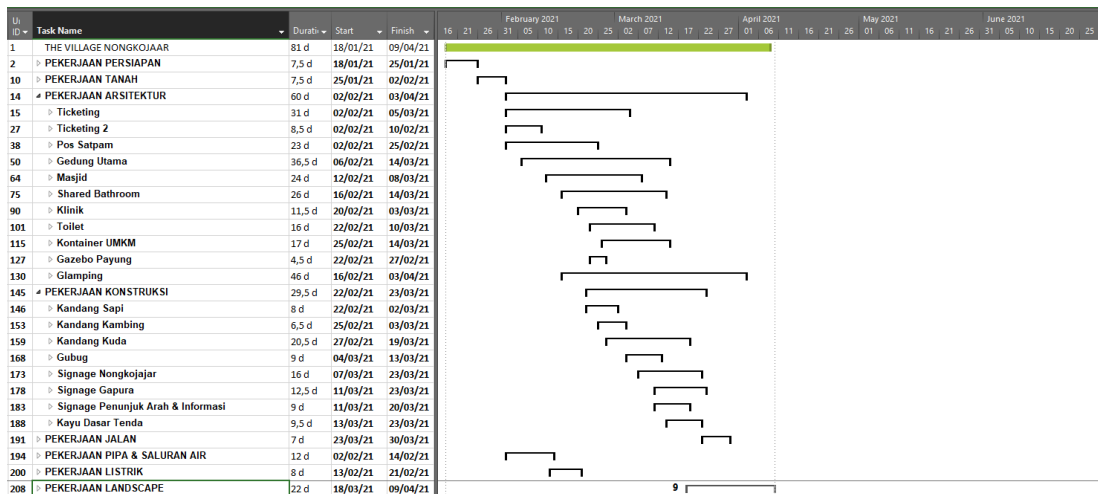 Uı ID Task Name Durati Start Finish February 2021 March 2021 April 2021 May 2021 June 2021
16 21 26 31 05 10 15 20 25 02 07 12 17 22 27 01 06 11 16 21 26 01 06 11 16 21 26 31 05 10 15 20 25
1 THE VILLAGE NONGKOJAAR 81 d 18/01/21 09/04/21
2 PEKERJAAN PERSIAPAN 7,5 d 18/01/21 25/01/21
10 PEKERJAAN TANAH 7,5 d 25/01/21 02/02/21
14 PEKERJAAN ARSITEKTUR 60 d 02/02/21 03/04/21
15 Ticketing 31 d 02/02/21 05/03/21
27 Ticketing 2 8,5 d 02/02/21 10/02/21
38 Pos Satpam 23 d 02/02/21 25/02/21
50 Gedung Utama 36,5 d 06/02/21 14/03/21
64 Masjid 24 d 12/02/21 08/03/21
75 Shared Bathroom 26 d 16/02/21 14/03/21
90 Klinik 11,5 d 20/02/21 03/03/21
101 Toilet 16 d 22/02/21 10/03/21
115 Kontainer UMKM 17 d 25/02/21 14/03/21
127 Gazebo Payung 4,5 d 22/02/21 27/02/21
130 Glamping 46 d 16/02/21 03/04/21
145 PEKERJAAN KONSTRUKSI 29,5 d 22/02/21 23/03/21
146 Kandang Sapi 8 d 22/02/21 02/03/21
153 Kandang Kambing 6,5 d 25/02/21 03/03/21
159 Kandang Kuda 20,5 d 27/02/21 19/03/21
168 Gubug 9 d 04/03/21 13/03/21
173 Signage Nongkojajar 16 d 07/03/21 23/03/21
178 Signage Gapura 12,5 d 11/03/21 23/03/21
183 Signage Penunjuk Arah & Informasi 9 d 11/03/21 20/03/21
188 Kayu Dasar Tenda 9,5 d 13/03/21 23/03/21
191 PEKERJAAN JALAN 7 d 23/03/21 30/03/21
194 PEKERJAAN PIPA & SALURAN AIR 12 d 02/02/21 14/02/21
200 PEKERJAAN LISTRIK 8 d 13/02/21 21/02/21
208 PEKERJAAN LANDSCAPE 22 d 18/03/21 09/04/21 9